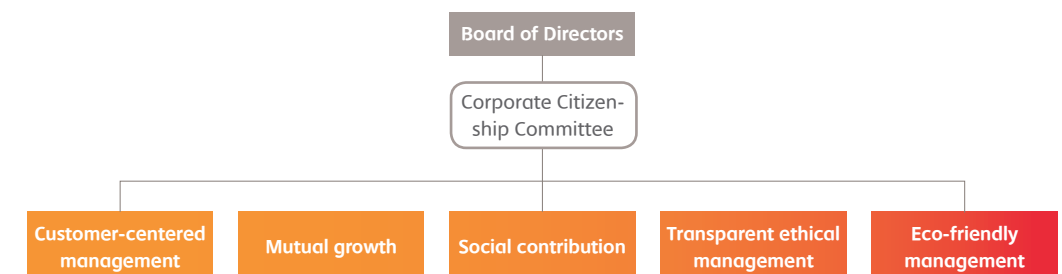 Board of Directors
Corporate Citizen-
ship Committee
Customer-centered
management
Mutual growth
Social contribution
Transparent ethical
management
Eco-friendly
management